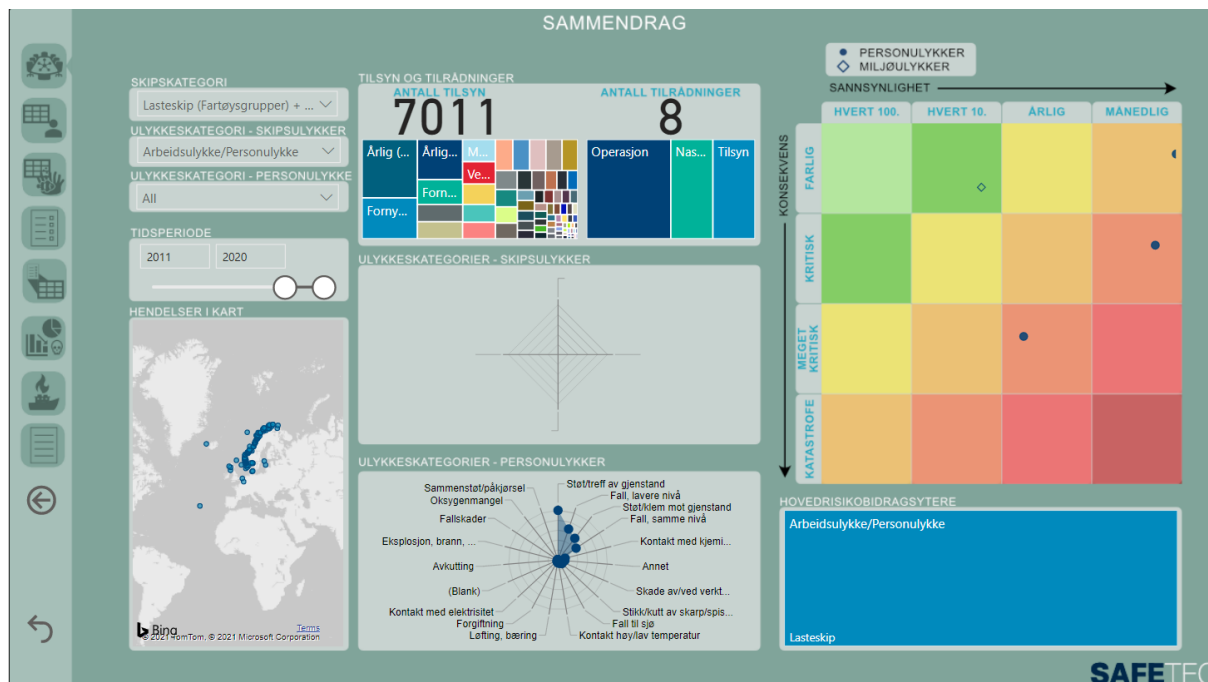 SAMMENDRAG
SKIPSKATEGORI
Lasteskip (Fartøysgrupper) + ...
ULYKKESKATEGORI - SKIPSULYKKER
Arbeidsulykke/Personulykke
ULYKKESKATEGORI - PERSONULYKKE
All
TIDSPERIODE
2011 2020
HENDELSER I KART
Bing
© 2021 TomTom, © 2021 Microsoft Corporation
Terms
TILSYN OG TILRÅDNINGER
ANTALL TILSYN
7011
Årlig (...
Årlig...
M...
Ve...
Forn...
Forny...
ANTALL TILRÅDNINGER
8
Operasjon
Nas...
Tilsyn
ULYKKESKATEGORIER - SKIPSULYKKER
ULYKKESKATEGORIER - PERSONULYKKER
Støt/treff av gjenstand
Fall, lavere nivå
Støt/klem mot gjenstand
Fall, samme nivå
Kontakt med kjemi...
Annet
Skade av/ved verkt...
Stikk/kutt av skarp/spis...
Fall til sjø
Kontakt høy/lav temperatur
Løfting, bæring
Forgiftning
Kontakt med elektrisitet
(Blank)
Avkutting
Eksplosjon, brann, ...
Fallskader
Oksygenmangel
Sammenstøt/påkjørsel
PERSONULYKKER
MILJØULYKKER
SANNSYNLIGHET
HVERT 100.
HVERT 10.
ÅRLIG
MÅNEDLIG
KONSEKVENS
FARLIG
KRITISK
MEGET
KRITISK
KATASTROFE
HOVEDRISIKOBIDRAGSYTERE
Arbeidsulykke/Personulykke
Lasteskip
SAFETEC